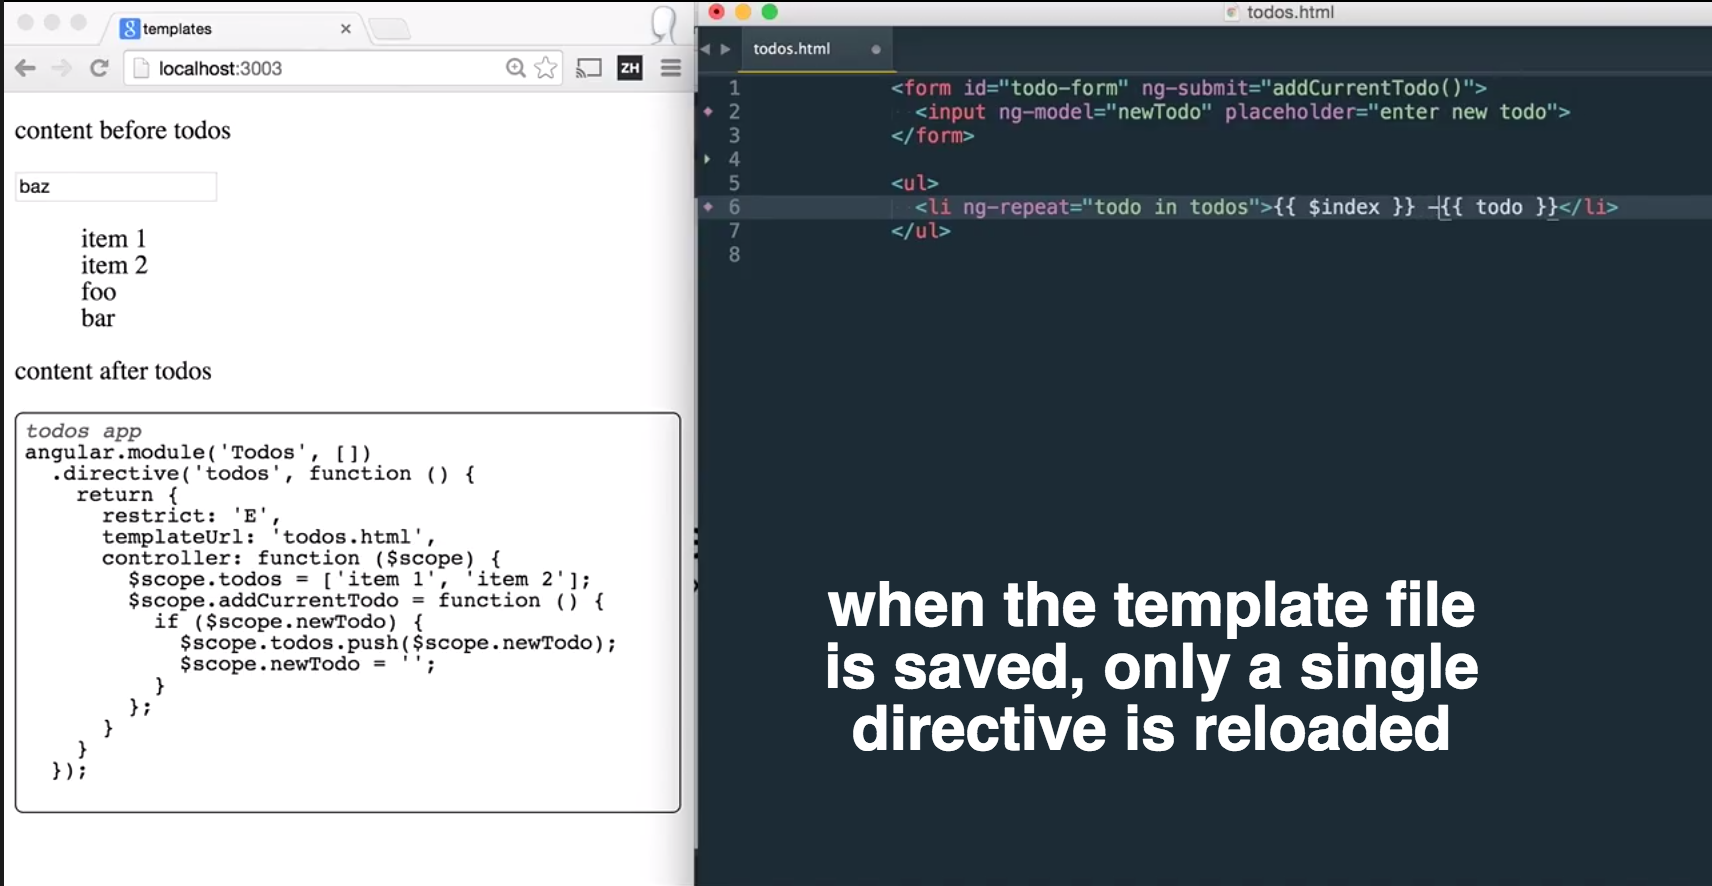 templates
localhost:3003
ZH
content before todos
baz
item 1
item 2
foo
bar
content after todos
todos app
angular.module('Todos', [])
  .directive('todos', function () {
    return {
      restrict: 'E',
      templateUrl: 'todos.html',
      controller: function ($scope) {
        $scope.todos = ['item 1', 'item 2'];
        $scope.addCurrentTodo = function () {
          if ($scope.newTodo) {
            $scope.todos.push($scope.newTodo);
            $scope.newTodo = '';
          }
        };
      }
    }
  });
todos.html
todos.html
1 <form id="todo-form" ng-submit="addCurrentTodo()">
2   <input ng-model="newTodo" placeholder="enter new todo">
3 </form>
4
5 <ul>
6   <li ng-repeat="todo in todos">{{ $index }} -{{ todo }}</li>
7 </ul>
8
when the template file
is saved, only a single
directive is reloaded